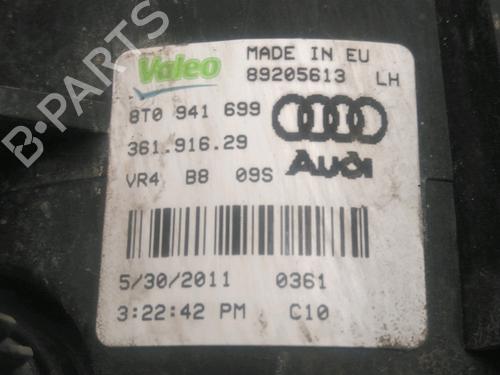 B-PARTS
Valeo
MADE IN EU
89205613 LH
8T0 941 699
361.916.29
Audi
VR4 B8 09S
5/30/2011 0361
3:22:42 PM C10
B-PARTS